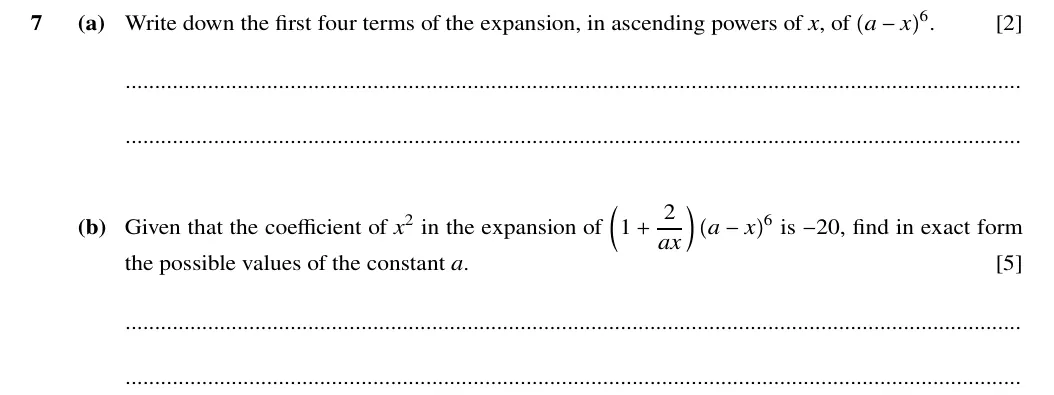 7 (a) Write down the first four terms of the expansion, in ascending powers of x, of (a – x)⁶. [2]
........................................................................................................................................................
........................................................................................................................................................
(b) Given that the coefficient of x² in the expansion of (1 + 2/ax)(a – x)⁶ is –20, find in exact form
the possible values of the constant a. [5]
........................................................................................................................................................
........................................................................................................................................................